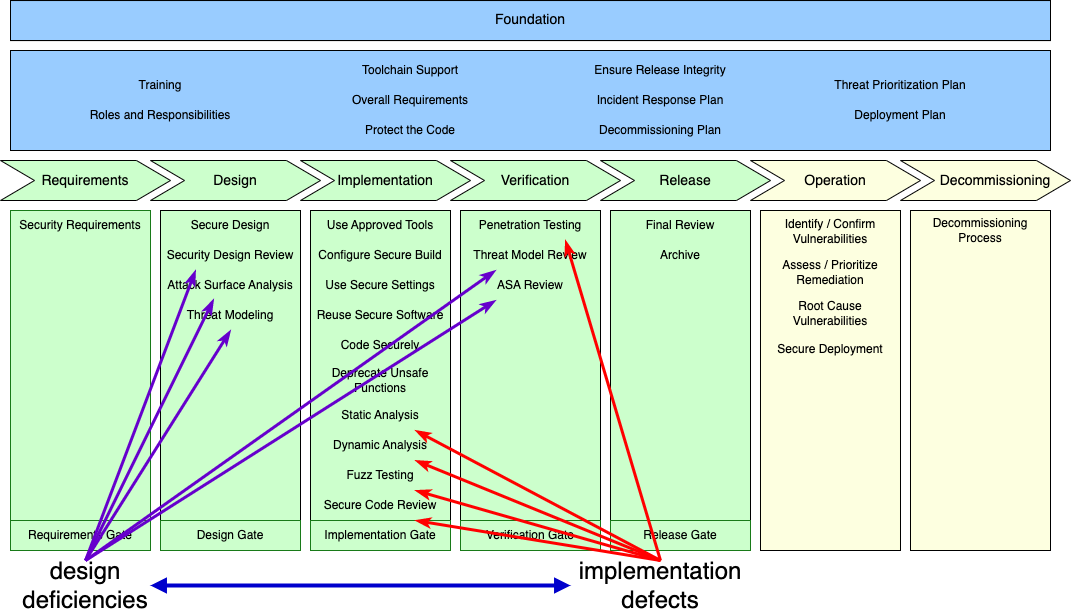 Foundation
Training
Roles and Responsibilities
Toolchain Support
Overall Requirements
Protect the Code
Ensure Release Integrity
Incident Response Plan
Decommissioning Plan
Threat Prioritization Plan
Deployment Plan
Requirements
Design
Implementation
Verification
Release
Operation
Decommissioning
Security Requirements
Requirements Gate
Secure Design
Security Design Review
Attack Surface Analysis
Threat Modeling
Design Gate
Use Approved Tools
Configure Secure Build
Use Secure Settings
Reuse Secure Software
Code Securely
Deprecate Unsafe
Functions
Static Analysis
Dynamic Analysis
Fuzz Testing
Secure Code Review
Implementation Gate
Penetration Testing
Threat Model Review
ASA Review
Verification Gate
Final Review
Archive
Release Gate
Identify / Confirm
Vulnerabilities
Assess / Prioritize
Remediation
Root Cause
Vulnerabilities
Secure Deployment
Decommissioning
Process
design
deficiencies
implementation
defects